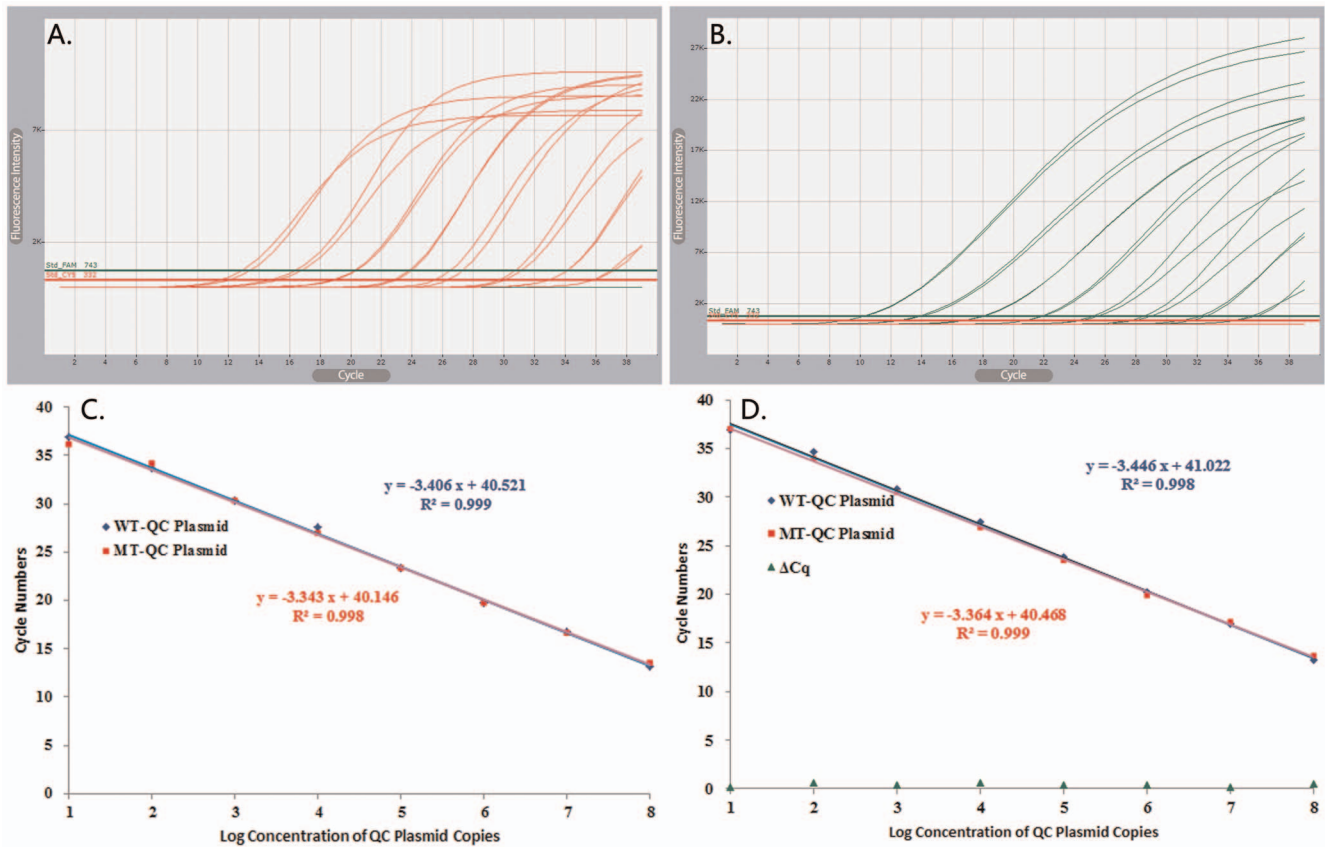 A.
Fluorescence Intensity
7K
2K
Std_FAM 743
Std_CY5 332
2 4 6 8 10 12 14 16 18 20 22 24 26 28 30 32 34 36 38
Cycle
B.
Fluorescence Intensity
27K
22K
17K
12K
7K
2K
Std_FAM 743
2 4 6 8 10 12 14 16 18 20 22 24 26 28 30 32 34 36 38
Cycle
C.
Cycle Numbers
40
35
30
25
20
15
10
5
0
y = -3.406 x + 40.521
R² = 0.999
WT-QC Plasmid
MT-QC Plasmid
y = -3.343 x + 40.146
R² = 0.998
1 2 3 4 5 6 7 8
Log Concentration of QC Plasmid Copies
D.
Cycle Numbers
40
35
30
25
20
15
10
5
0
y = -3.446 x + 41.022
R² = 0.998
WT-QC Plasmid
MT-QC Plasmid
ΔCq
y = -3.364 x + 40.468
R² = 0.999
1 2 3 4 5 6 7 8
Log Concentration of QC Plasmid Copies